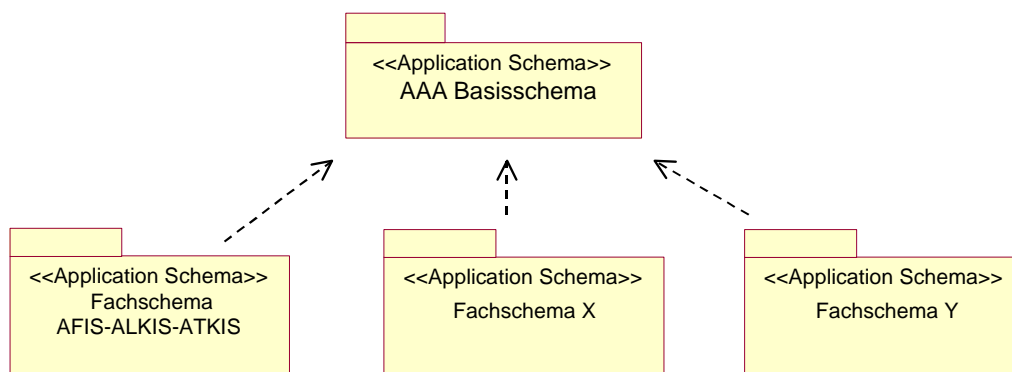 <<Application Schema>>
AAA Basisschema
<<Application Schema>>
Fachschema
AFIS-ALKIS-ATKIS
<<Application Schema>>
Fachschema X
<<Application Schema>>
Fachschema Y